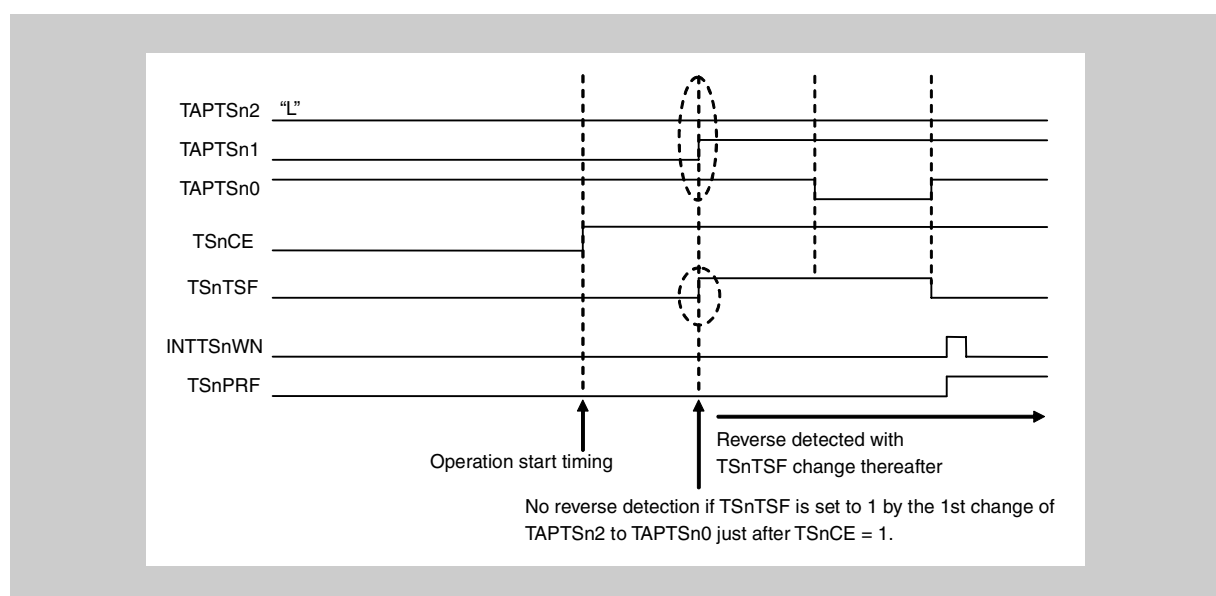 TAPTSn2 “L”
TAPTSn1
TAPTSn0
TSnCE
TSnTSF
INTTSnWN
TSnPRF
Operation start timing
Reverse detected with
TSnTSF change thereafter
No reverse detection if TSnTSF is set to 1 by the 1st change of
TAPTSn2 to TAPTSn0 just after TSnCE = 1.